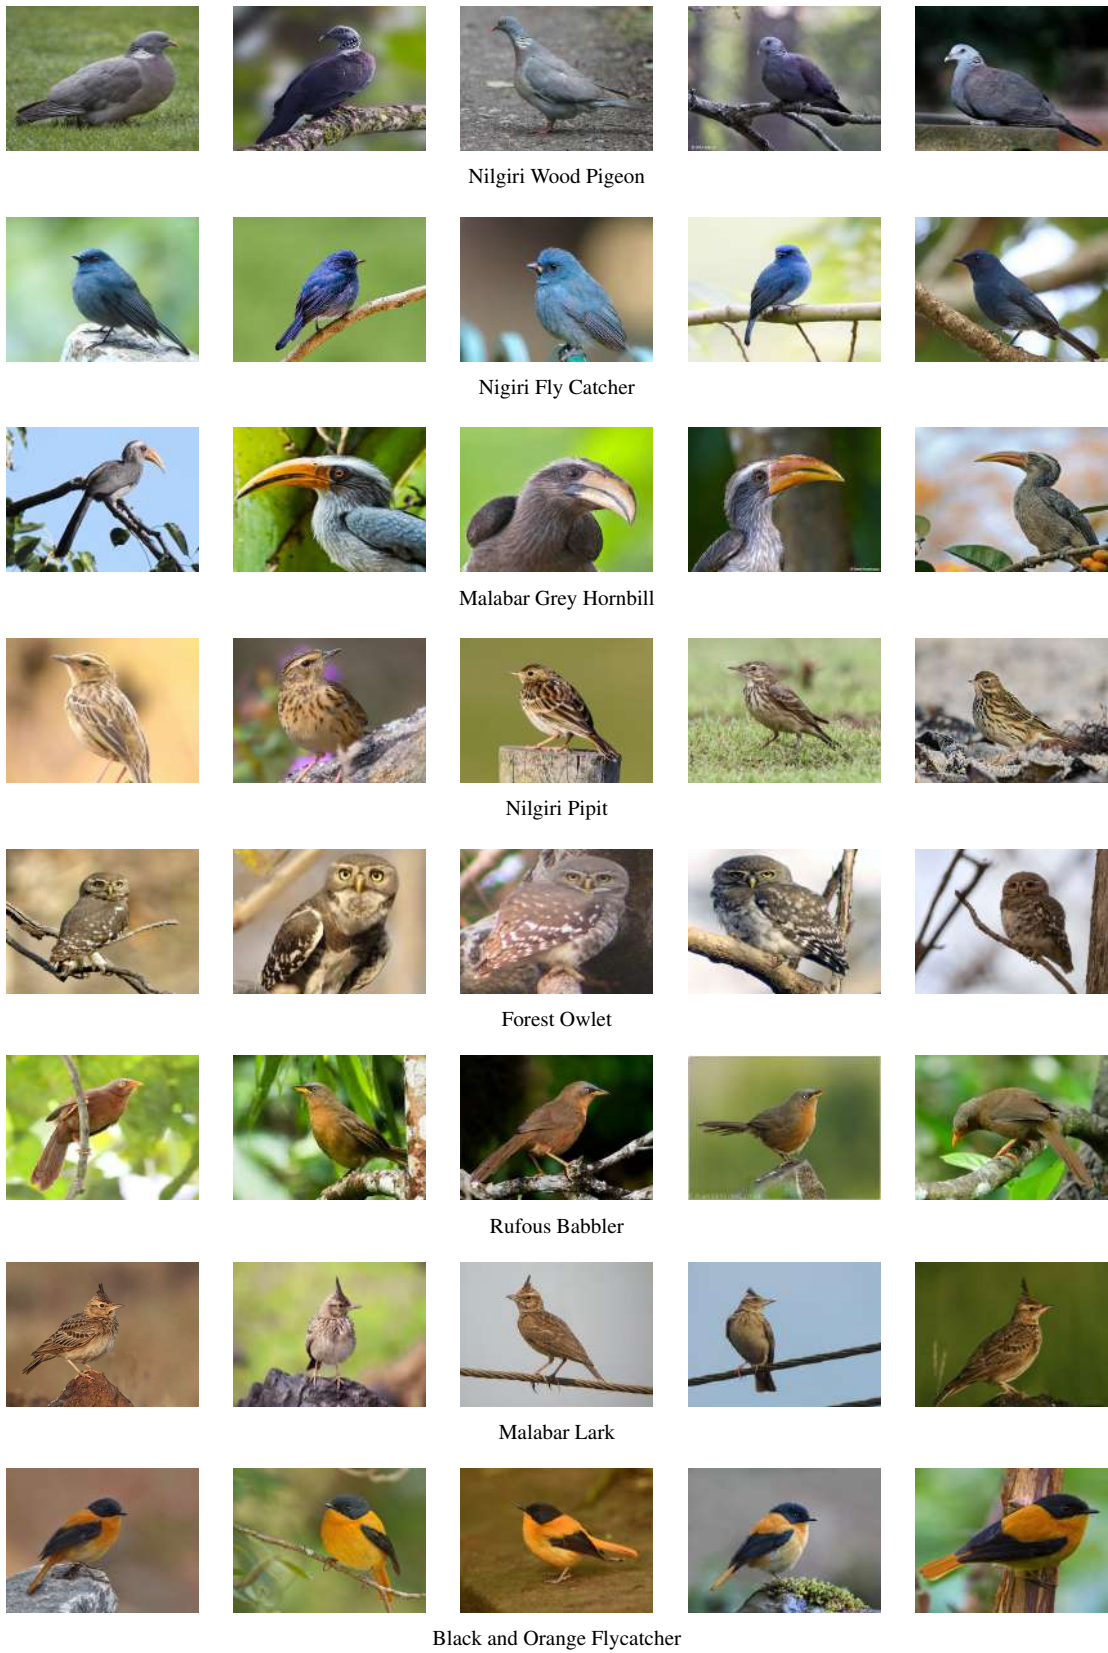 Nilgiri Wood Pigeon
Nigiri Fly Catcher
Malabar Grey Hornbill
Nilgiri Pipit
Forest Owlet
Rufous Babbler
Malabar Lark
Black and Orange Flycatcher